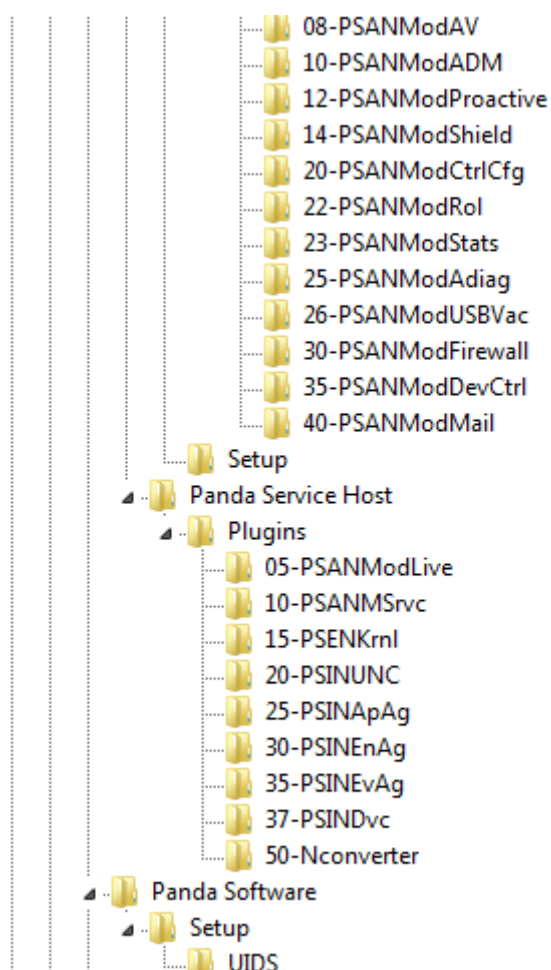 08-PSANModAV
10-PSANModADM
12-PSANModProactive
14-PSANModShield
20-PSANModCtrlCfg
22-PSANModRol
23-PSANModStats
25-PSANModAdiag
26-PSANModUSBVac
30-PSANModFirewall
35-PSANModDevCtrl
40-PSANModMail
Setup
Panda Service Host
Plugins
05-PSANModLive
10-PSANMSrvc
15-PSENKrnl
20-PSINUNC
25-PSINApAg
30-PSINEnAg
35-PSINEvAg
37-PSINDvc
50-Nconverter
Panda Software
Setup
UIDS